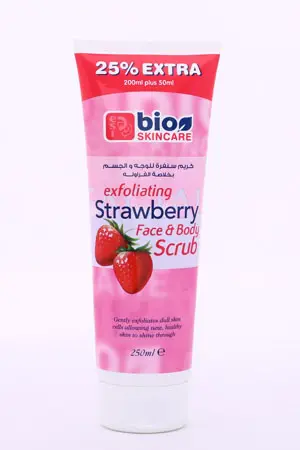 25% EXTRA
200ml plus 50ml
bio
SKINCARE
كريم سنفرة للوجه و الجسم
بخلاصة الفراولة
exfoliating
Strawberry
Face & Body
Scrub
Gently exfoliates dull skin
cells allowing new, healthy
skin to shine through
250ml e